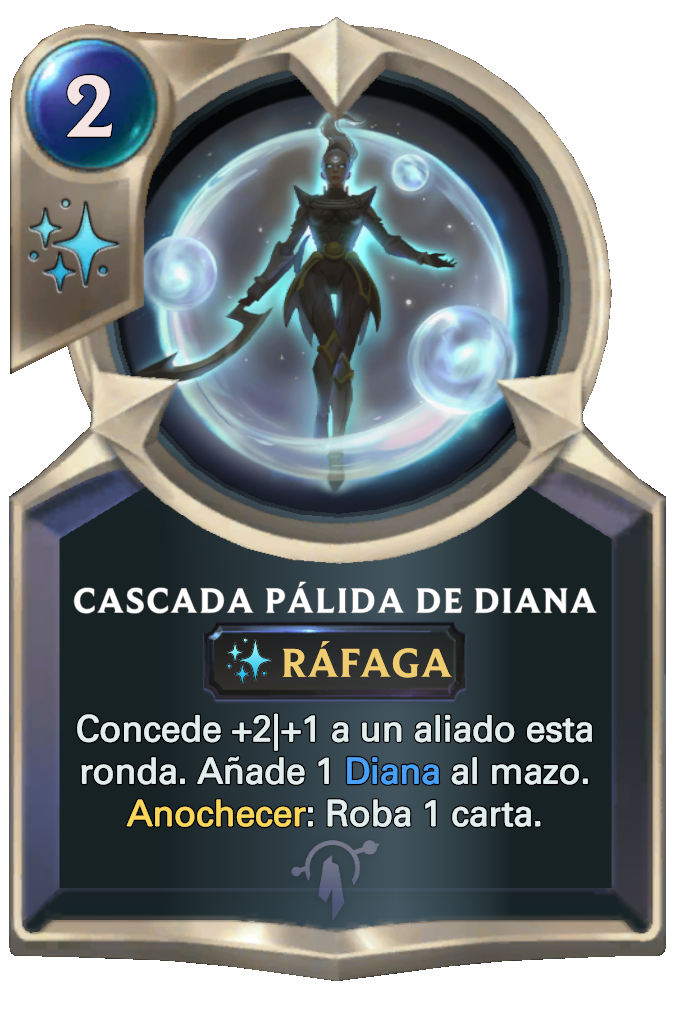 2
CASCADA PÁLIDA DE DIANA
RÁFAGA
Concede +2|+1 a un aliado esta
ronda. Añade 1 Diana al mazo.
Anochecer: Roba 1 carta.